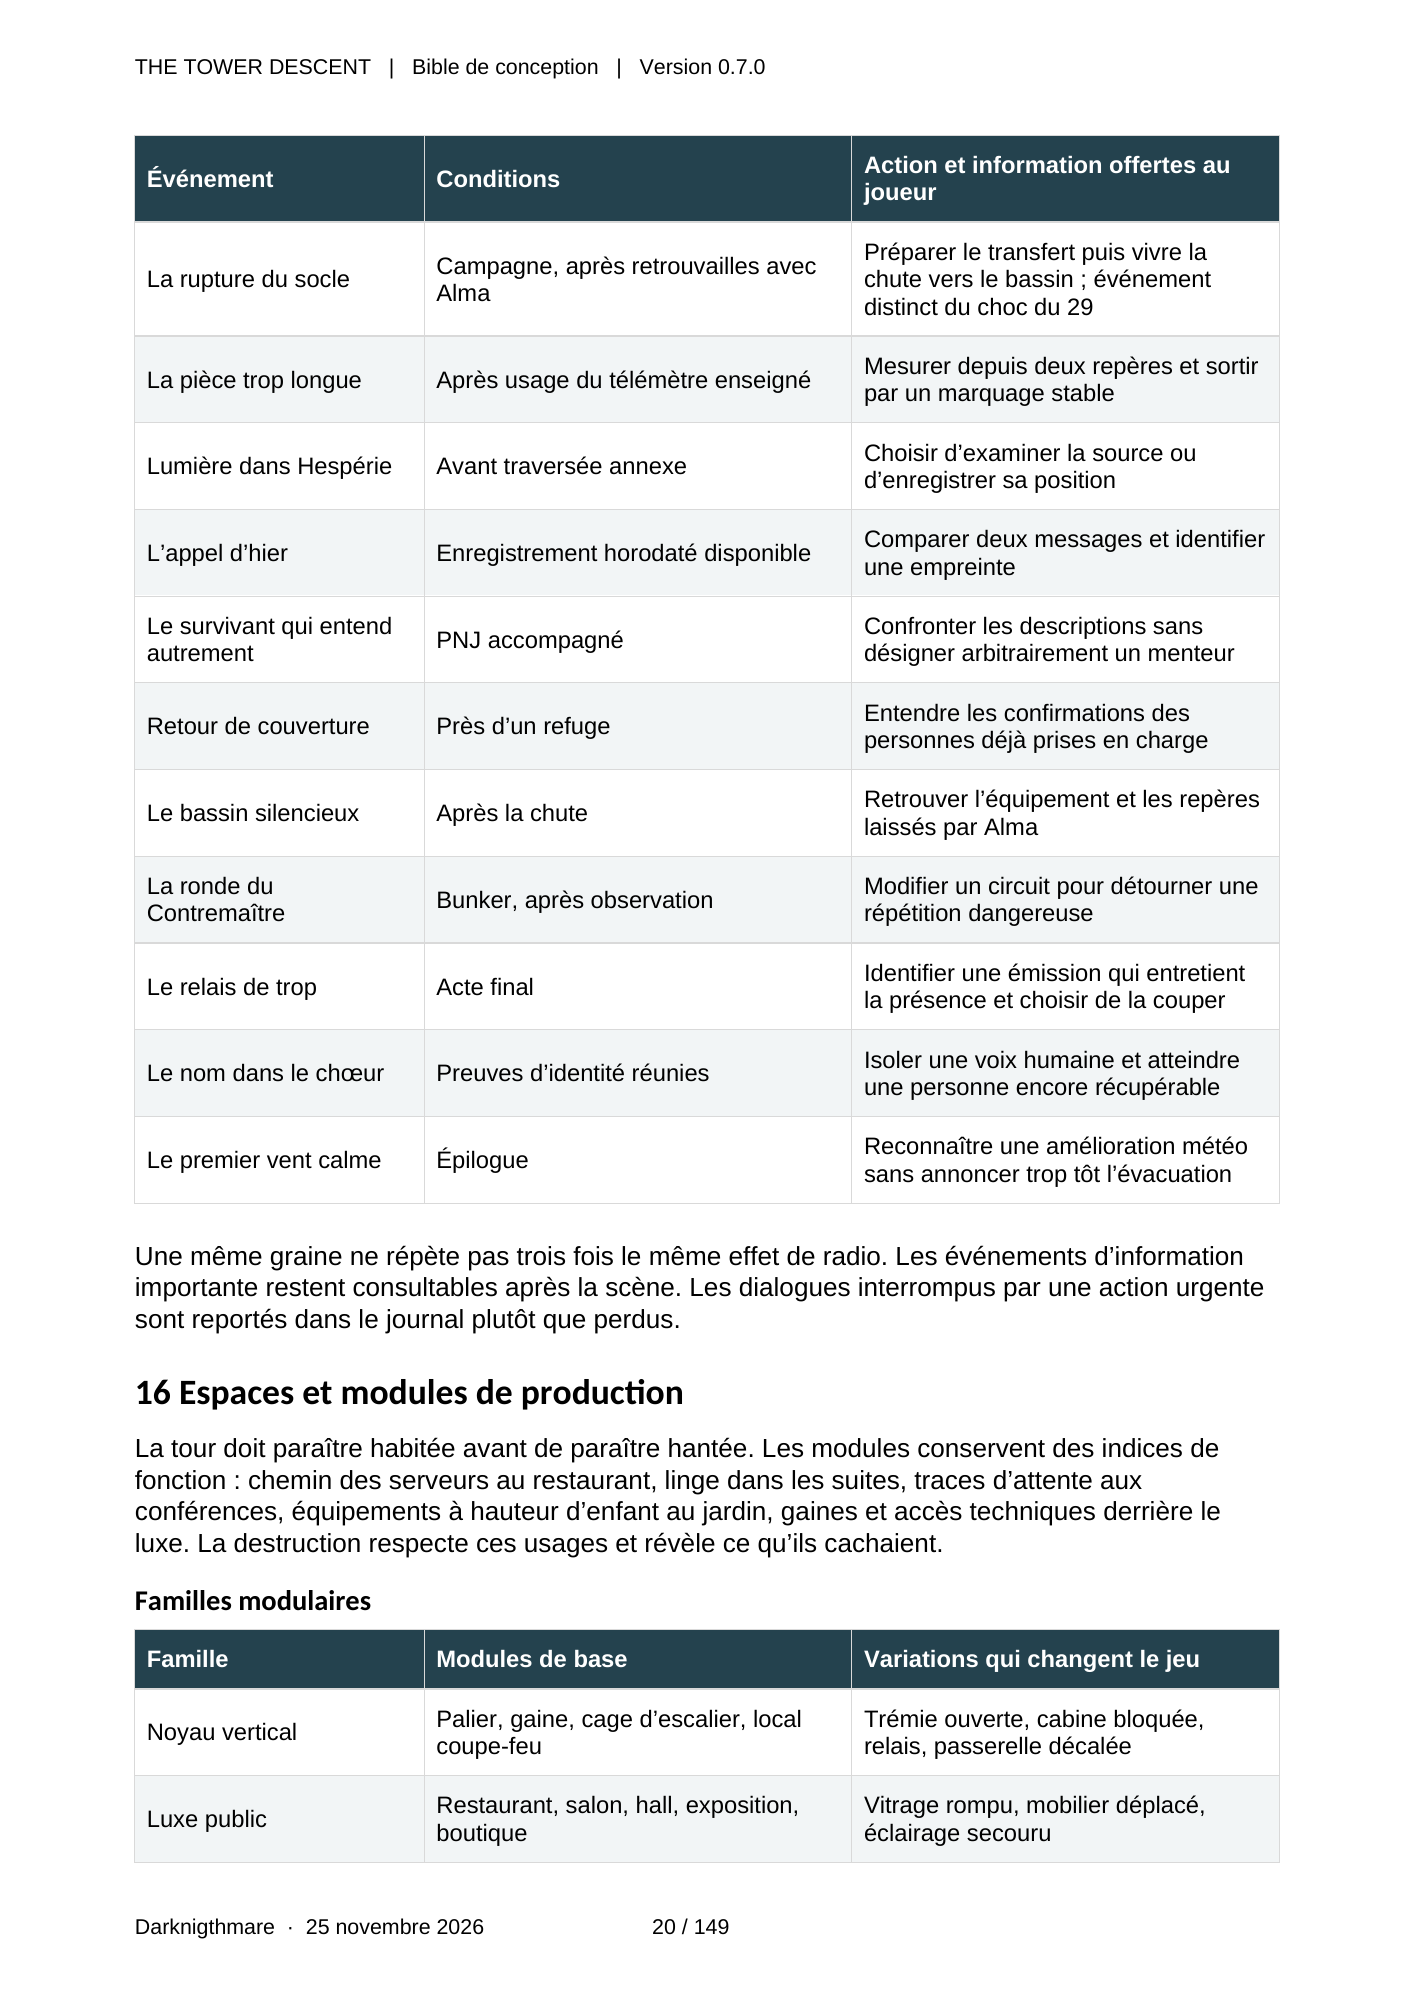 THE TOWER DESCENT | Bible de conception | Version 0.7.0
Événement
Conditions
Action et information offertes au
joueur
La rupture du socle
Campagne, après retrouvailles avec
Alma
Préparer le transfert puis vivre la
chute vers le bassin ; événement
distinct du choc du 29
La pièce trop longue
Après usage du télémètre enseigné
Mesurer depuis deux repères et sortir
par un marquage stable
Lumière dans Hespérie
Avant traversée annexe
Choisir d’examiner la source ou
d’enregistrer sa position
L’appel d’hier
Enregistrement horodaté disponible
Comparer deux messages et identifier
une empreinte
Le survivant qui entend
autrement
PNJ accompagné
Confronter les descriptions sans
désigner arbitrairement un menteur
Retour de couverture
Près d’un refuge
Entendre les confirmations des
personnes déjà prises en charge
Le bassin silencieux
Après la chute
Retrouver l’équipement et les repères
laissés par Alma
La ronde du
Contremaître
Bunker, après observation
Modifier un circuit pour détourner une
répétition dangereuse
Le relais de trop
Acte final
Identifier une émission qui entretient
la présence et choisir de la couper
Le nom dans le chœur
Preuves d’identité réunies
Isoler une voix humaine et atteindre
une personne encore récupérable
Le premier vent calme
Épilogue
Reconnaître une amélioration météo
sans annoncer trop tôt l’évacuation
Une même graine ne répète pas trois fois le même effet de radio. Les événements d’information
importante restent consultables après la scène. Les dialogues interrompus par une action urgente
sont reportés dans le journal plutôt que perdus.
16 Espaces et modules de production
La tour doit paraître habitée avant de paraître hantée. Les modules conservent des indices de
fonction : chemin des serveurs au restaurant, linge dans les suites, traces d’attente aux
conférences, équipements à hauteur d’enfant au jardin, gaines et accès techniques derrière le
luxe. La destruction respecte ces usages et révèle ce qu’ils cachaient.
Familles modulaires
Famille
Modules de base
Variations qui changent le jeu
Noyau vertical
Palier, gaine, cage d’escalier, local
coupe-feu
Trémie ouverte, cabine bloquée,
relais, passerelle décalée
Luxe public
Restaurant, salon, hall, exposition,
boutique
Vitrage rompu, mobilier déplacé,
éclairage secouru
Darknigthmare · 25 novembre 2026
20 / 149